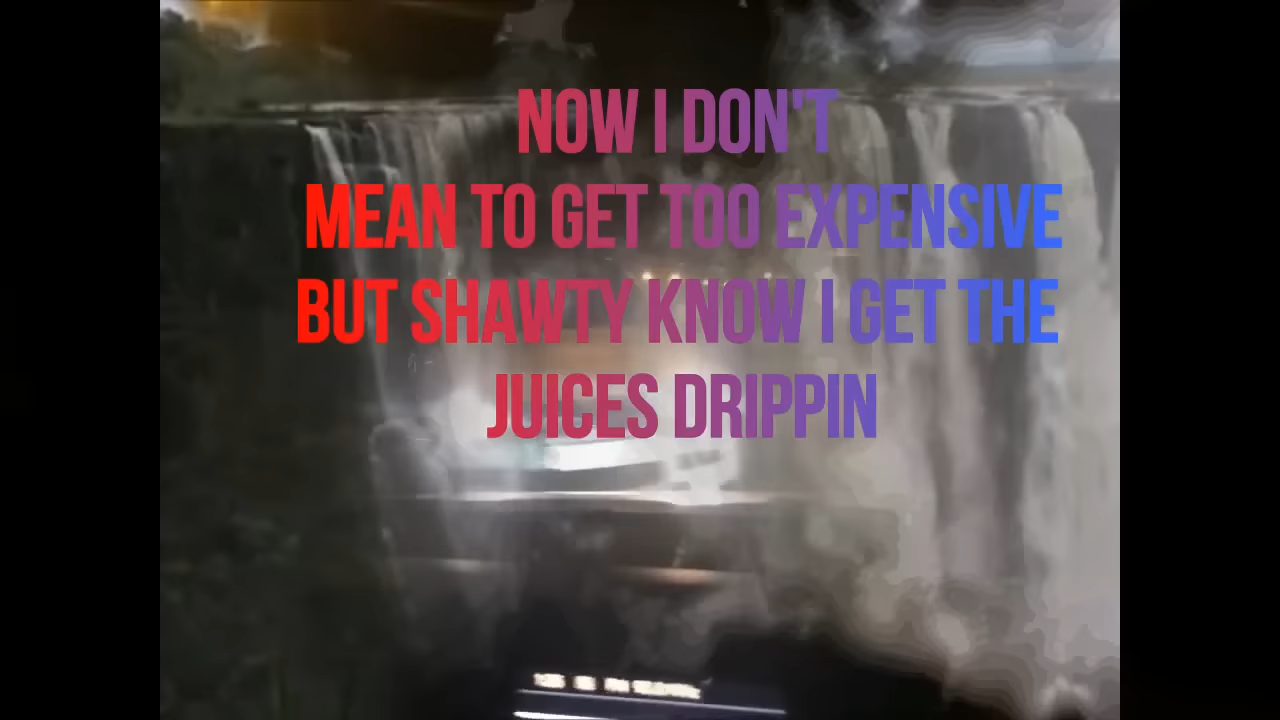 NOW I DON'T
MEAN TO GET TOO EXPENSIVE
BUT SHAWTY KNOW I GET THE
JUICES DRIPPIN